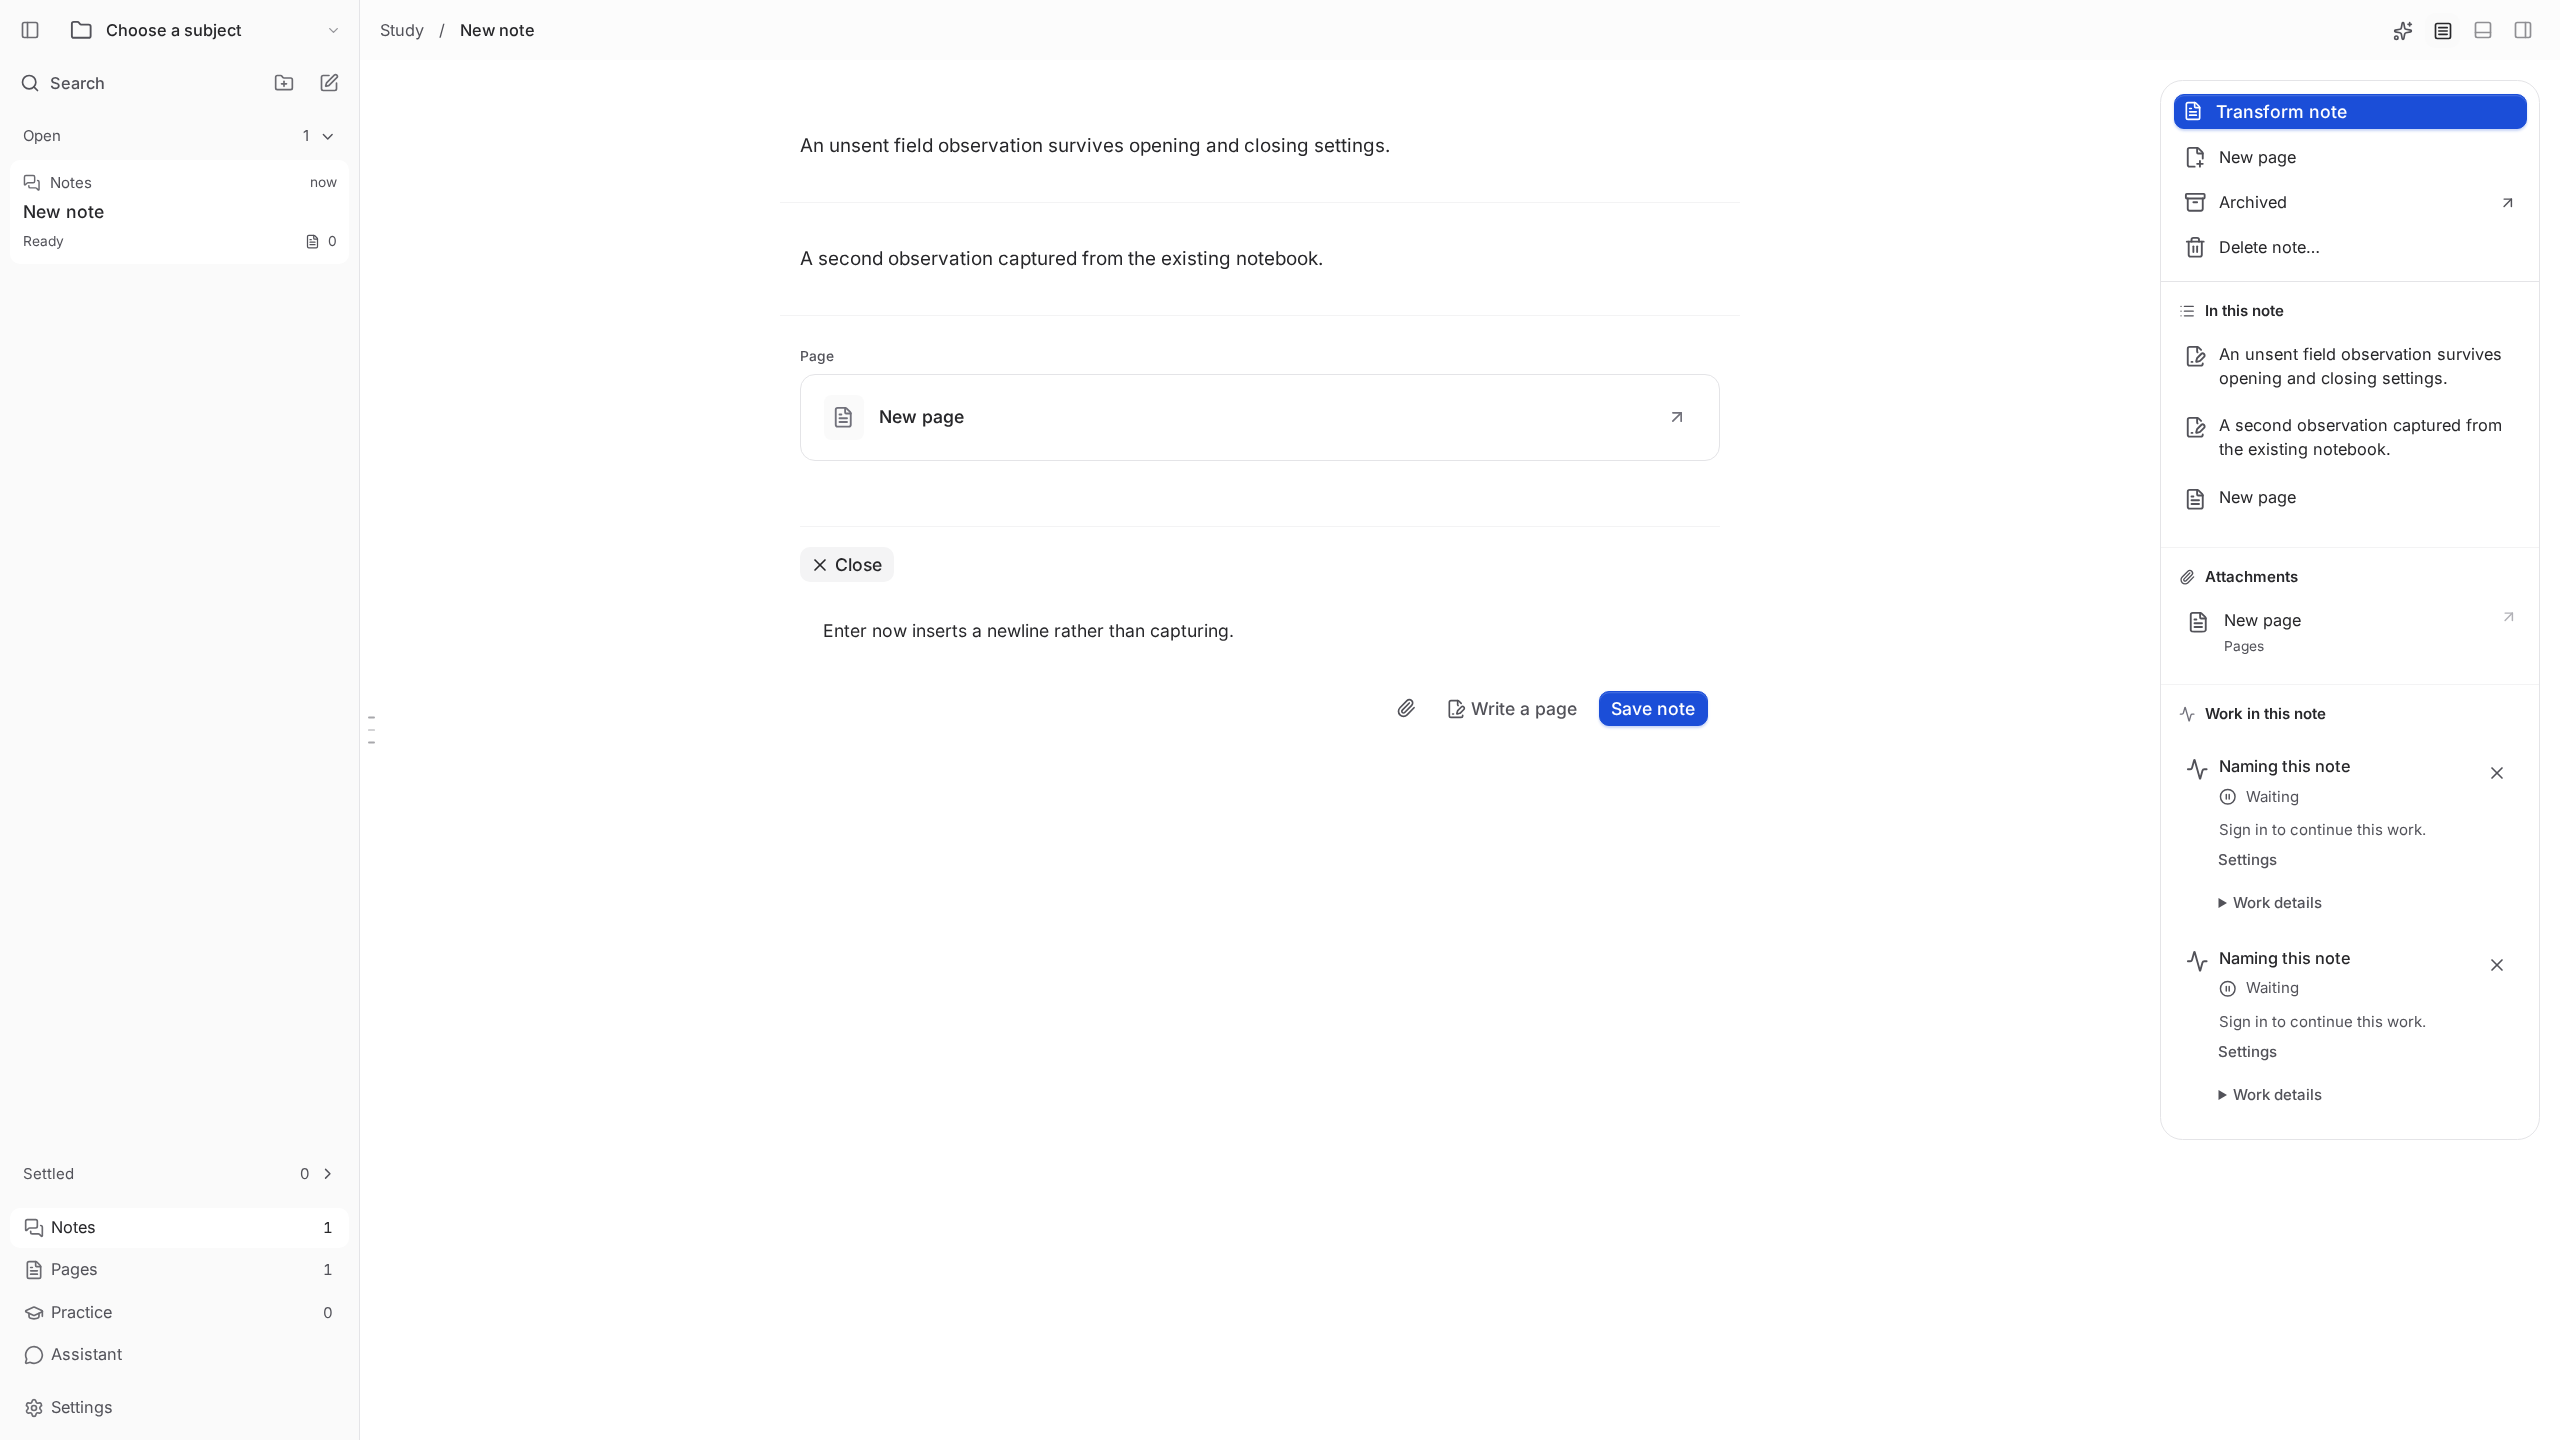 Choose a subject
Search
Open 1
Notes now
New note
Ready 0
Settled 0
Notes 1
Pages 1
Practice 0
Assistant
Settings
Study / New note
An unsent field observation survives opening and closing settings.
A second observation captured from the existing notebook.
Page
New page
Close
Enter now inserts a newline rather than capturing.
Write a page
Save note
Transform note
New page
Archived
Delete note...
In this note
An unsent field observation survives
opening and closing settings.
A second observation captured from
the existing notebook.
New page
Attachments
New page
Pages
Work in this note
Naming this note
Waiting
Sign in to continue this work.
Settings
Work details
Naming this note
Waiting
Sign in to continue this work.
Settings
Work details